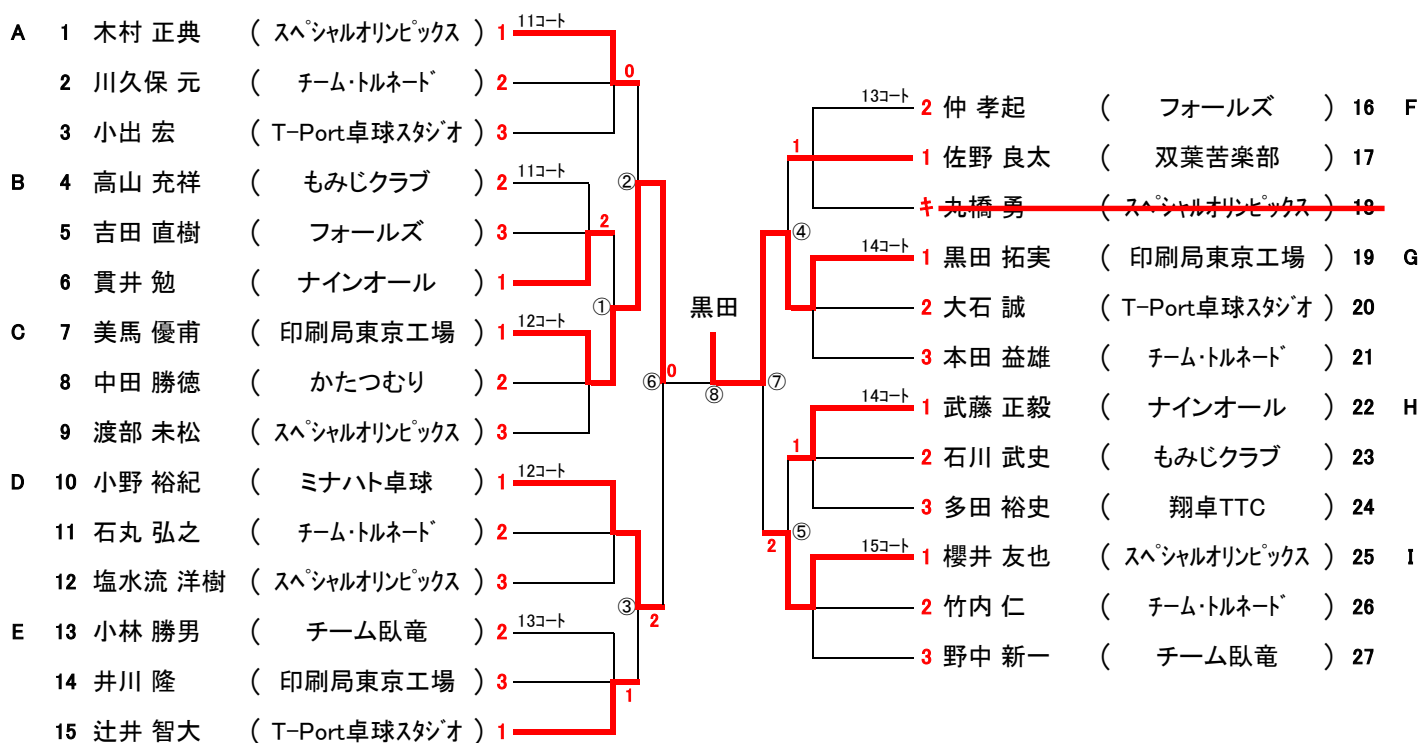 A 1 木村 正典 ( スペシャルオリンピックス ) 1 11コート
0
2 川久保 元 ( チーム・トルネード ) 2
3 小出 宏 ( T-Port卓球スタジオ ) 3
②
B 4 高山 充祥 ( もみじクラブ ) 2 11コート
2
5 吉田 直樹 ( フォールズ ) 3
6 貫井 勉 ( ナインオール ) 1
①
C 7 美馬 優甫 ( 印刷局東京工場 ) 1 12コート
8 中田 勝徳 ( かたつむり ) 2
9 渡部 未松 ( スペシャルオリンピックス ) 3
⑥ 0
D 10 小野 裕紀 ( ミナハト卓球 ) 1 12コート
11 石丸 弘之 ( チーム・トルネード ) 2
12 塩水流 洋樹 ( スペシャルオリンピックス ) 3
③ 2
E 13 小林 勝男 ( チーム臥竜 ) 2 13コート
14 井川 隆 ( 印刷局東京工場 ) 3
1
15 辻井 智大 ( T-Port卓球スタジオ ) 1
黒田
⑧
13コート 2 仲 孝起 ( フォールズ ) 16 F
1
1 佐野 良太 ( 双葉苦楽部 ) 17
キ 丸橋 勇 ( スペシャルオリンピックス ) 18
④
14コート 1 黒田 拓実 ( 印刷局東京工場 ) 19 G
2 大石 誠 ( T-Port卓球スタジオ ) 20
3 本田 益雄 ( チーム・トルネード ) 21
⑦
14コート 1 武藤 正毅 ( ナインオール ) 22 H
1
2 石川 武史 ( もみじクラブ ) 23
3 多田 裕史 ( 翔卓TTC ) 24
2 ⑤
15コート 1 櫻井 友也 ( スペシャルオリンピックス ) 25 I
2 竹内 仁 ( チーム・トルネード ) 26
3 野中 新一 ( チーム臥竜 ) 27